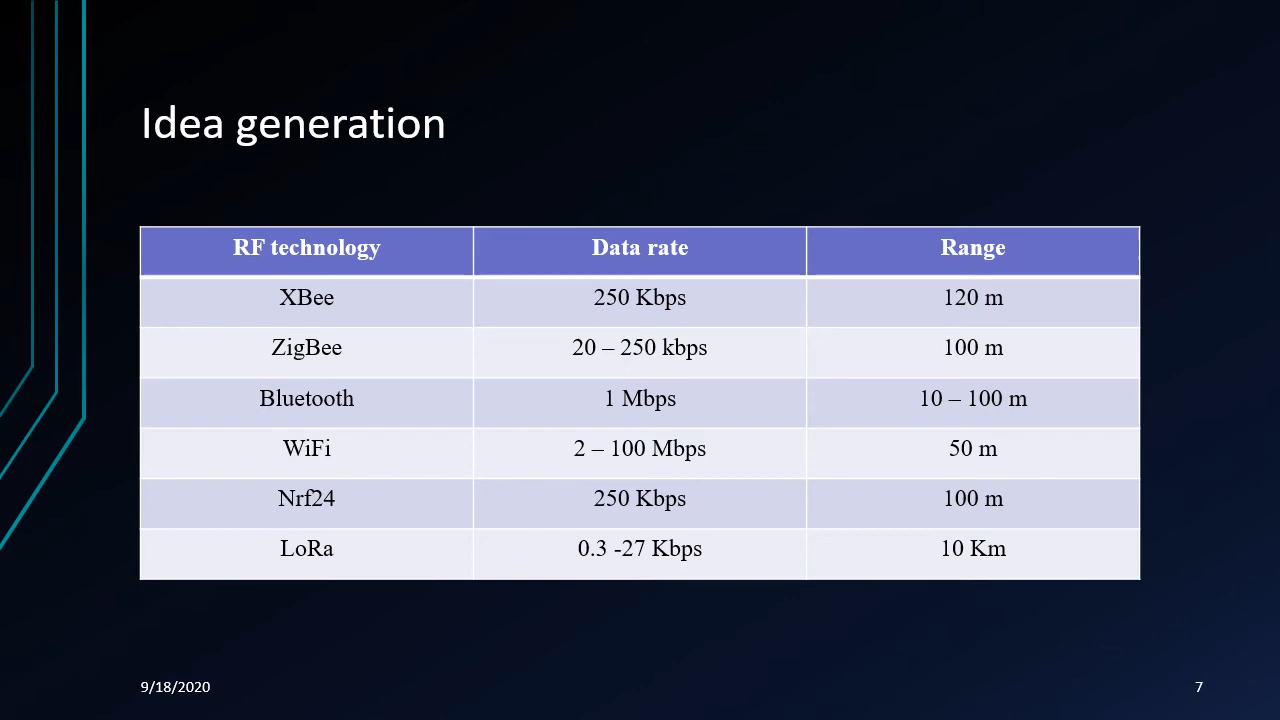 Idea generation
RF technology Data rate Range
XBee 250 Kbps 120 m
ZigBee 20 – 250 kbps 100 m
Bluetooth 1 Mbps 10 – 100 m
WiFi 2 – 100 Mbps 50 m
Nrf24 250 Kbps 100 m
LoRa 0.3 -27 Kbps 10 Km
9/18/2020 7